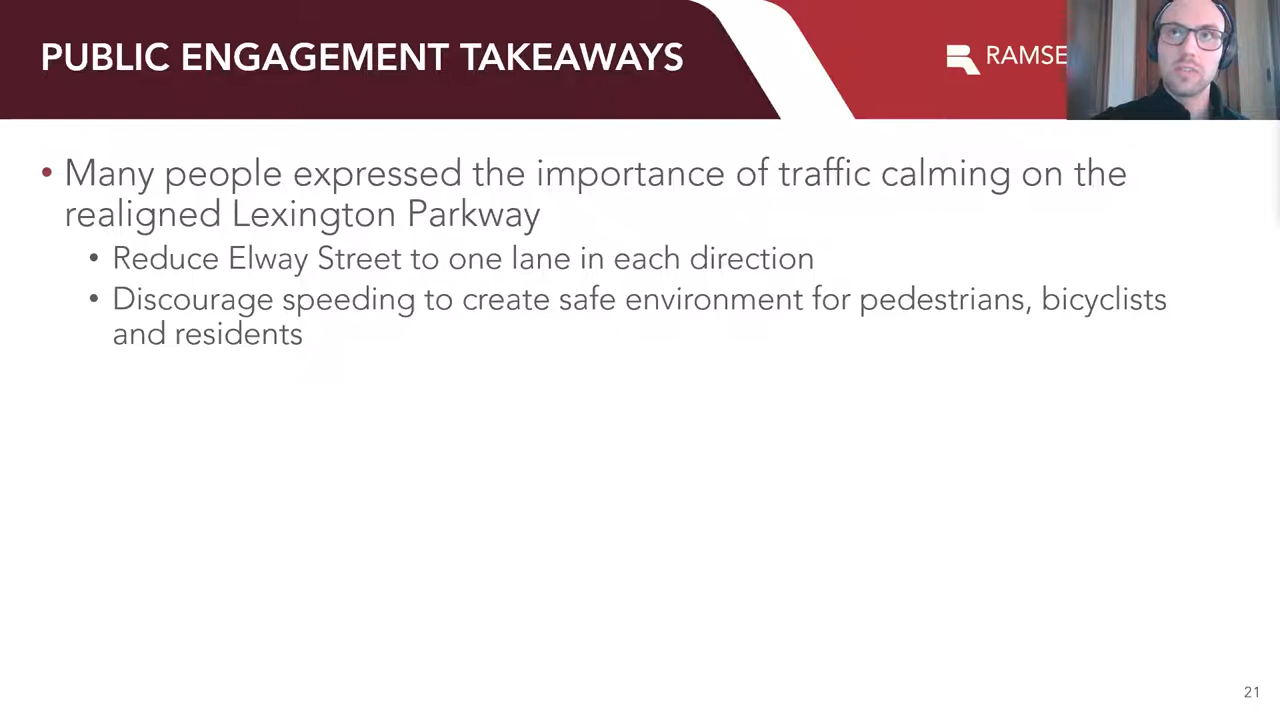 PUBLIC ENGAGEMENT TAKEAWAYS
RAMSE
• Many people expressed the importance of traffic calming on the
realigned Lexington Parkway
• Reduce Elway Street to one lane in each direction
• Discourage speeding to create safe environment for pedestrians, bicyclists
and residents
21